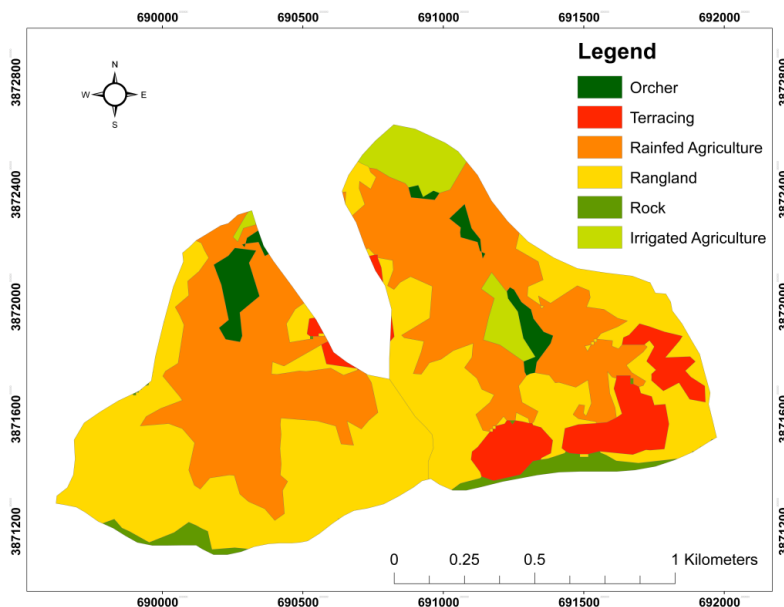 690000 690500 691000 691500 692000
3872800 3872800
N
W E
S
Legend
Orcher
Terracing
Rainfed Agriculture
Rangland
Rock
Irrigated Agriculture
3872400 3872400
3872000 3872000
3871600 3871600
3871200 3871200
0 0.25 0.5 1 Kilometers
690000 690500 691000 691500 692000